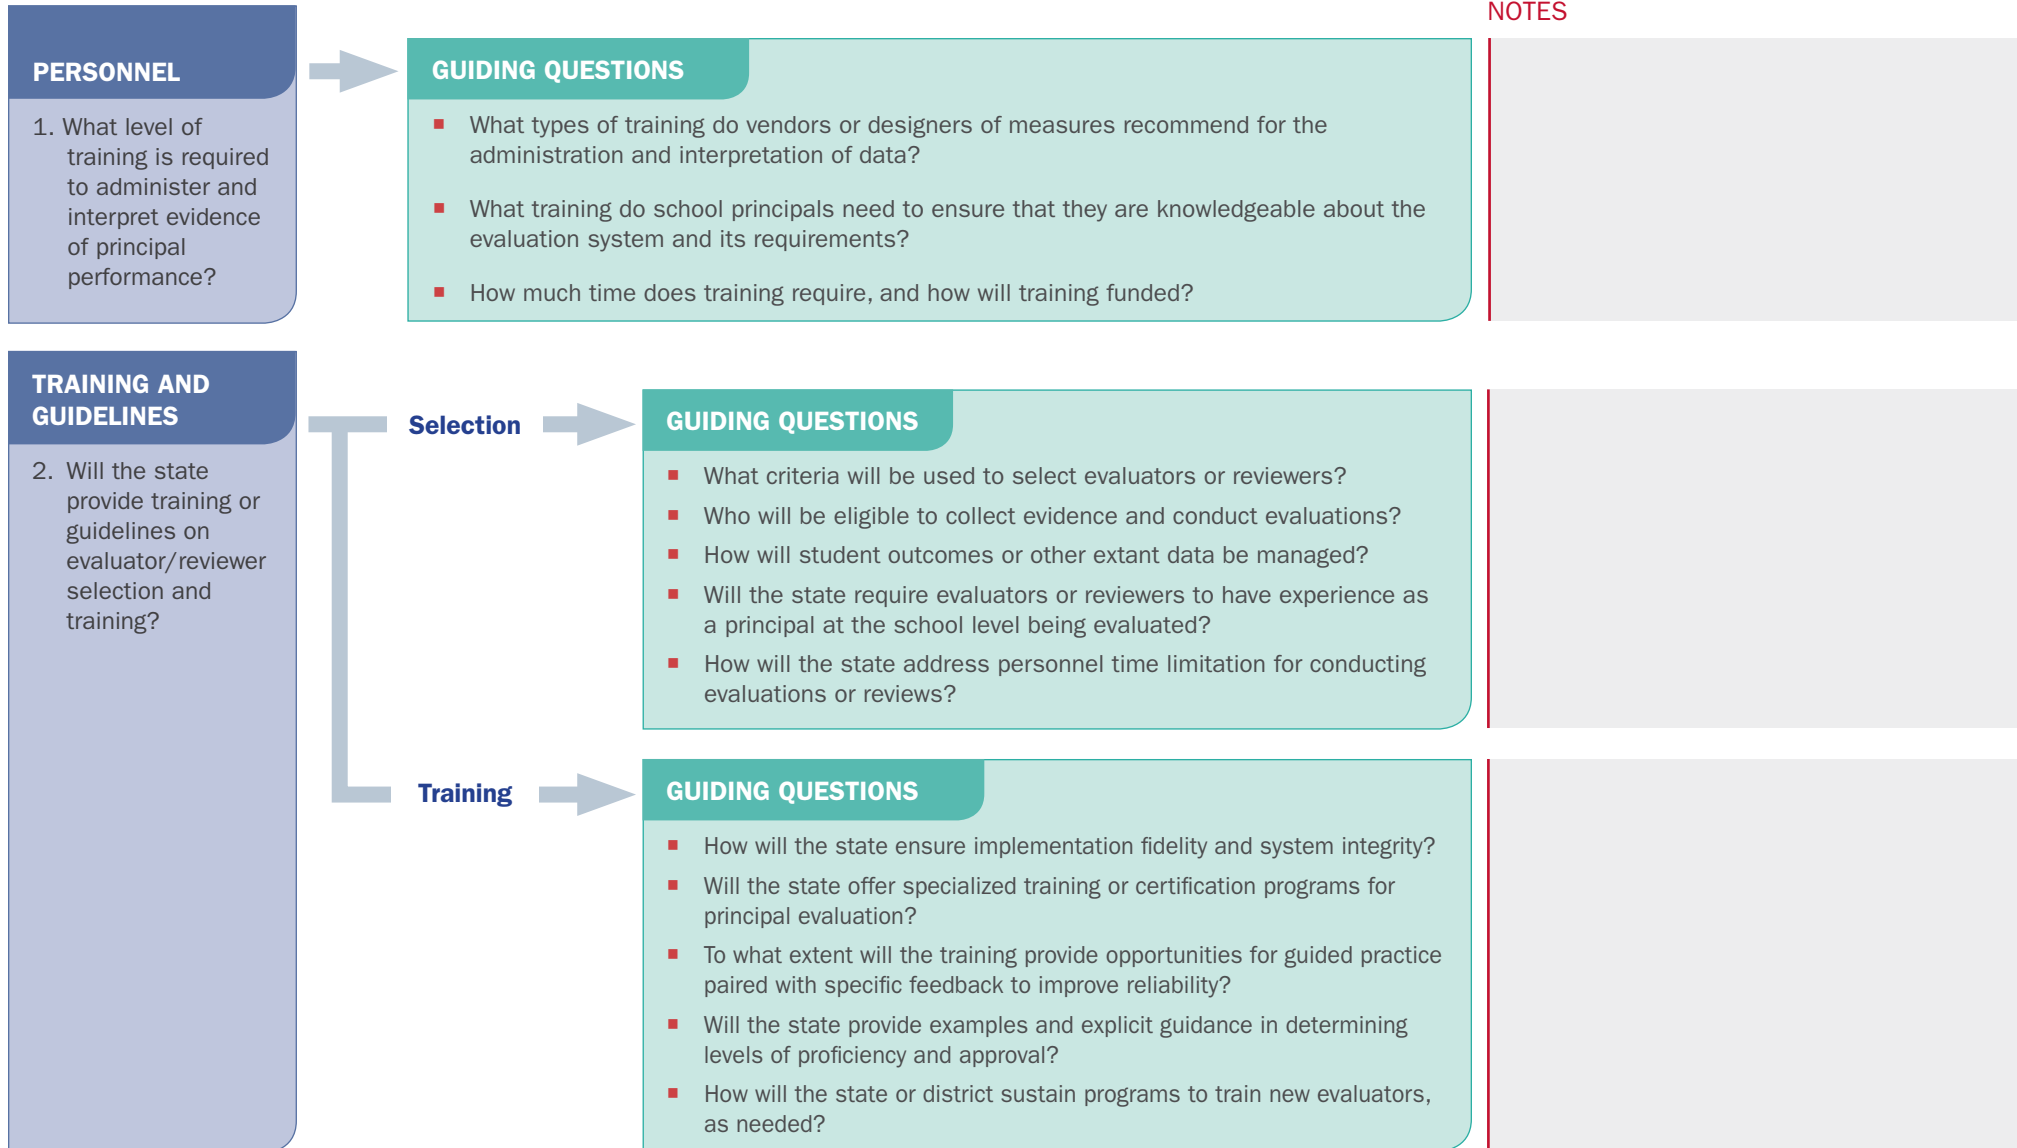 NOTES
PERSONNEL
1. What level of
training is required
to administer and
interpret evidence
of principal
performance?
GUIDING QUESTIONS
▪ What types of training do vendors or designers of measures recommend for the
administration and interpretation of data?
▪ What training do school principals need to ensure that they are knowledgeable about the
evaluation system and its requirements?
▪ How much time does training require, and how will training funded?
TRAINING AND
GUIDELINES
2. Will the state
provide training or
guidelines on
evaluator/reviewer
selection and
training?
Selection
GUIDING QUESTIONS
▪ What criteria will be used to select evaluators or reviewers?
▪ Who will be eligible to collect evidence and conduct evaluations?
▪ How will student outcomes or other extant data be managed?
▪ Will the state require evaluators or reviewers to have experience as
a principal at the school level being evaluated?
▪ How will the state address personnel time limitation for conducting
evaluations or reviews?
Training
GUIDING QUESTIONS
▪ How will the state ensure implementation fidelity and system integrity?
▪ Will the state offer specialized training or certification programs for
principal evaluation?
▪ To what extent will the training provide opportunities for guided practice
paired with specific feedback to improve reliability?
▪ Will the state provide examples and explicit guidance in determining
levels of proficiency and approval?
▪ How will the state or district sustain programs to train new evaluators,
as needed?